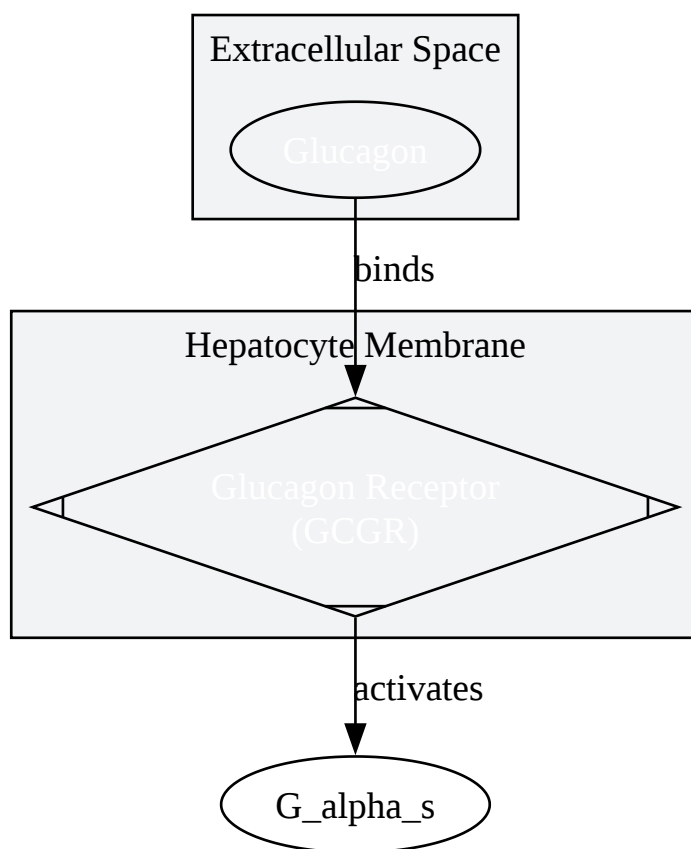 Extracellular Space
Glucagon
binds
Hepatocyte Membrane
Glucagon Receptor
(GCGR)
activates
G_alpha_s